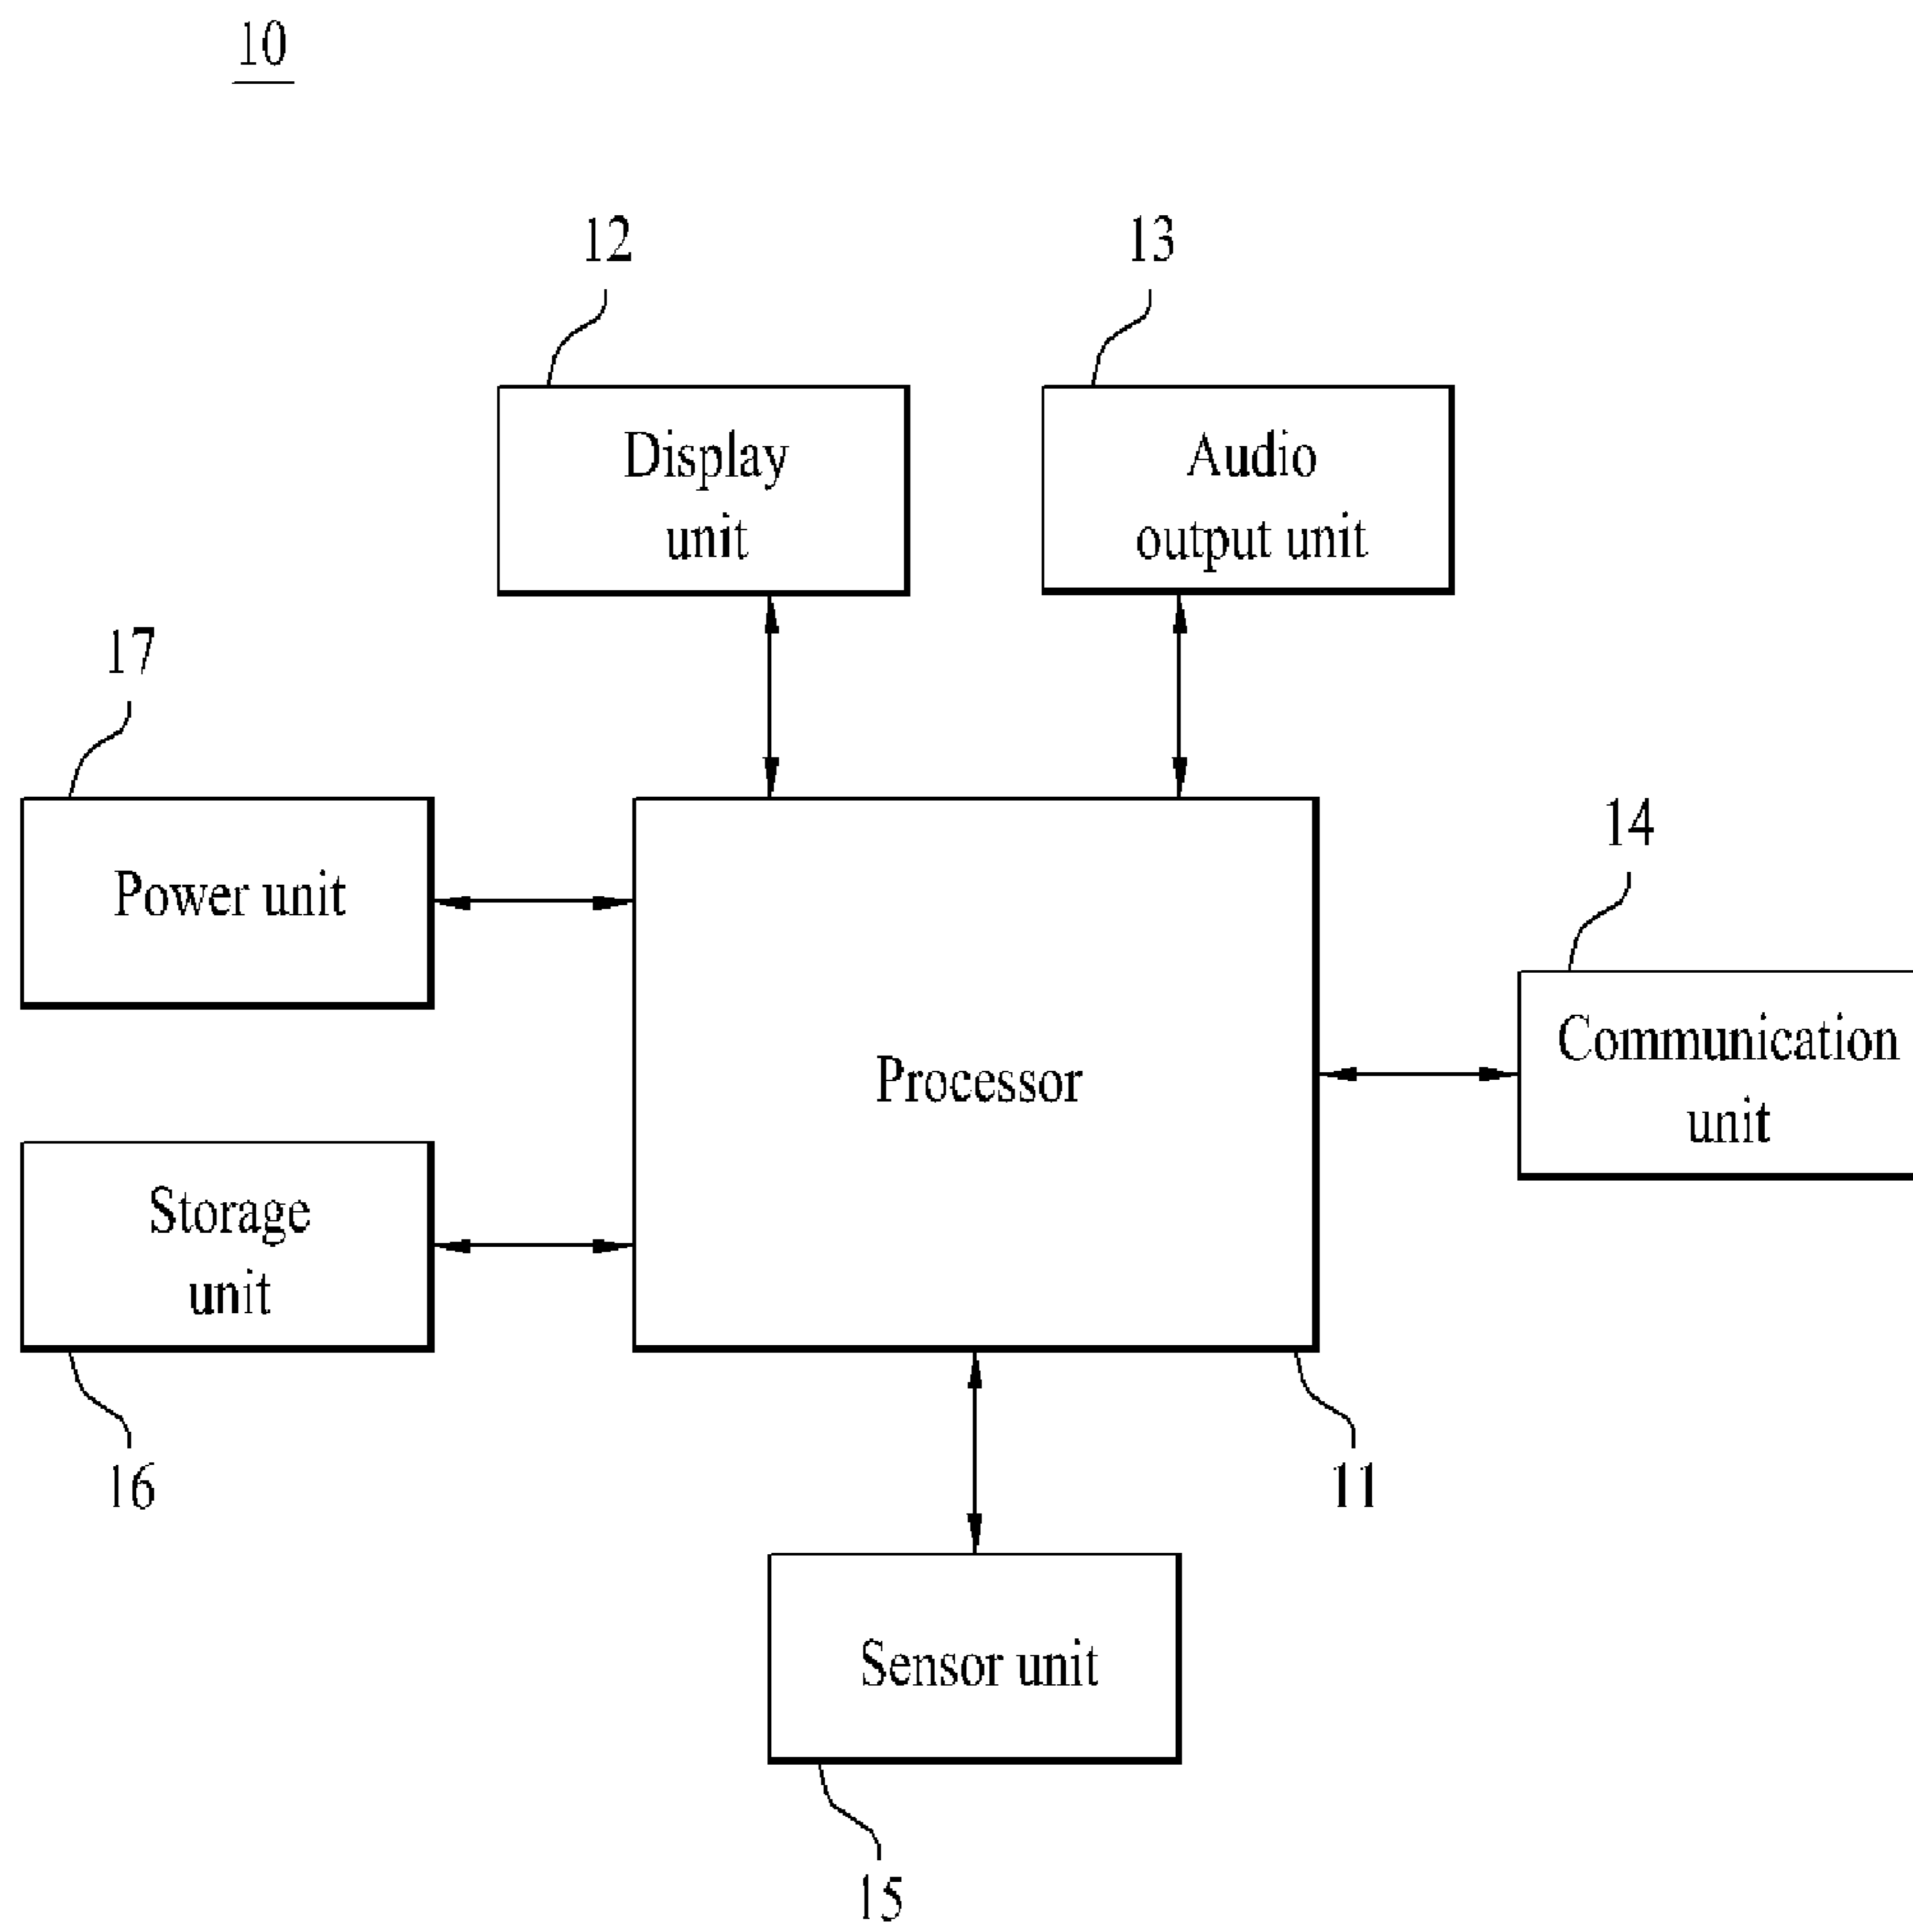 10
12
13
Display
unit
Audio
output unit
17
Power unit
14
Communication
unit
Processor
Storage
unit
16
11
Sensor unit
15